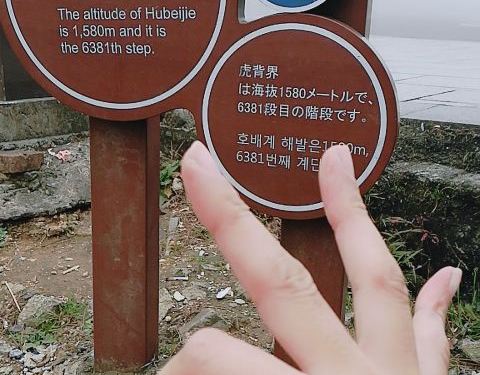 The altitude of Hubeijie
is 1,580m and it is
the 6381th step.
虎背界
は海抜1580メートルで、
6381段目の階段です。
호배계 해발은
6381번째